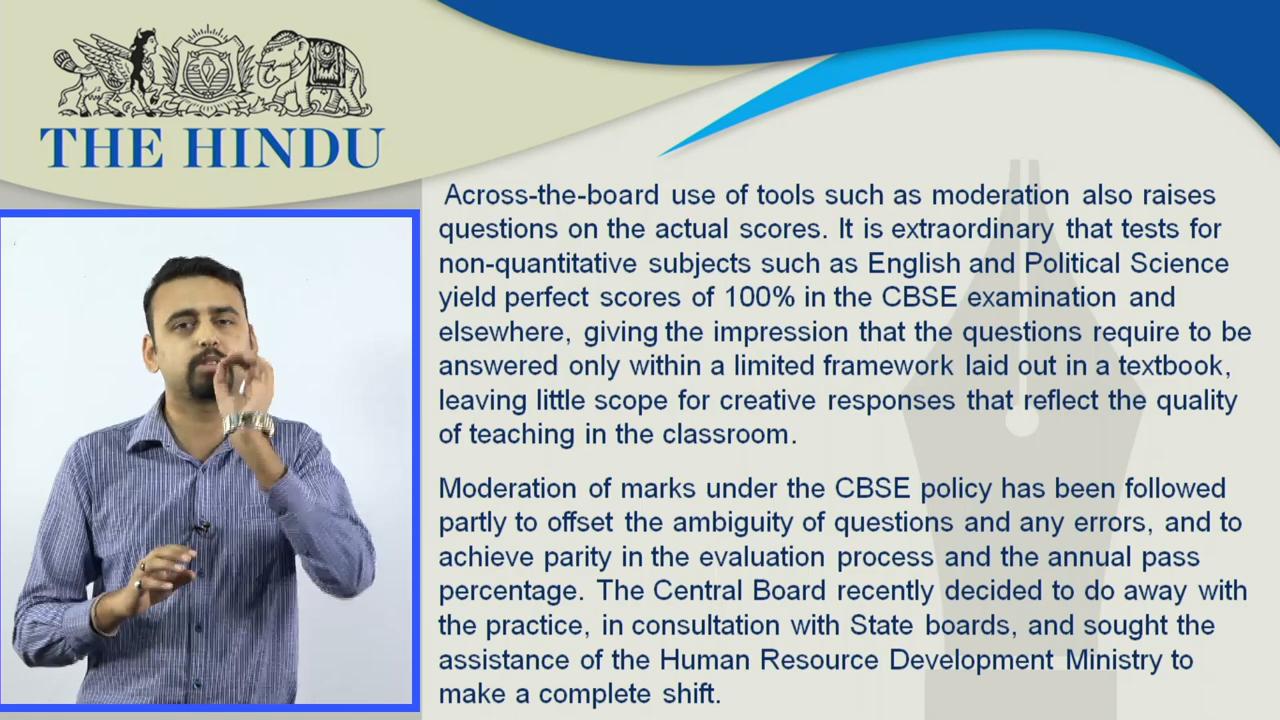 THE HINDU
Across-the-board use of tools such as moderation also raises
questions on the actual scores. It is extraordinary that tests for
non-quantitative subjects such as English and Political Science
yield perfect scores of 100% in the CBSE examination and
elsewhere, giving the impression that the questions require to be
answered only within a limited framework laid out in a textbook,
leaving little scope for creative responses that reflect the quality
of teaching in the classroom.
Moderation of marks under the CBSE policy has been followed
partly to offset the ambiguity of questions and any errors, and to
achieve parity in the evaluation process and the annual pass
percentage. The Central Board recently decided to do away with
the practice, in consultation with State boards, and sought the
assistance of the Human Resource Development Ministry to
make a complete shift.